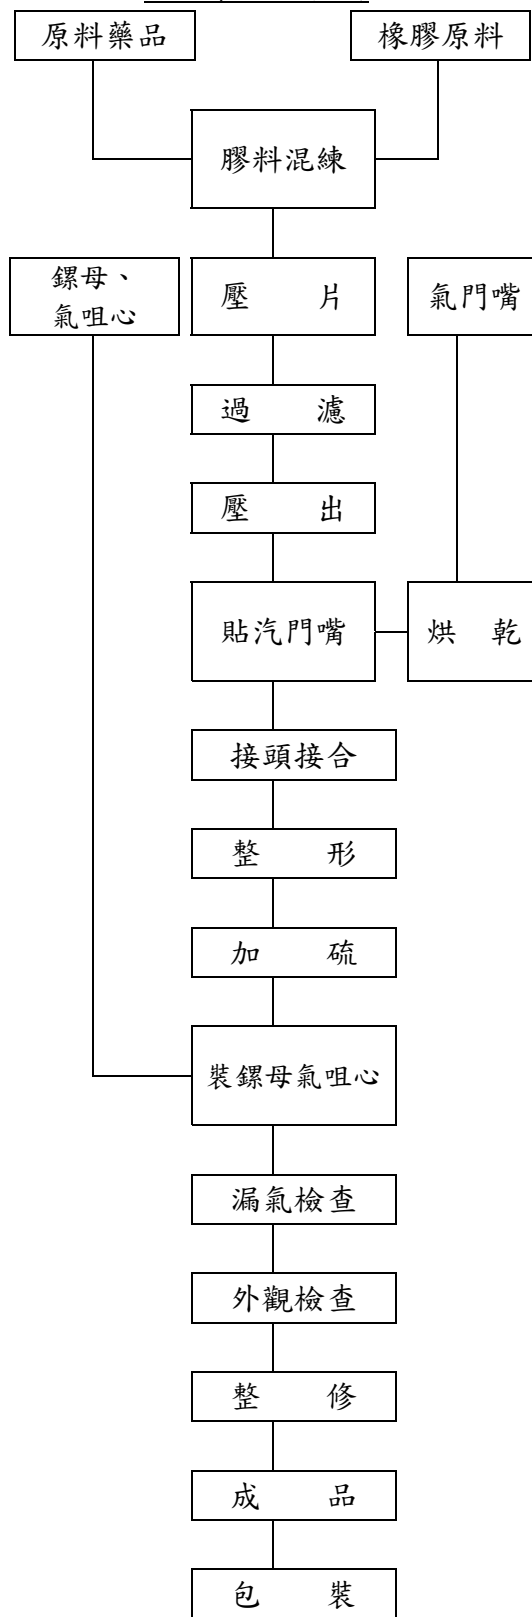 原料藥品
橡膠原料
膠料混練
鏍母、
氣咀心
壓 片
氣門嘴
過 濾
壓 出
貼汽門嘴
烘 乾
接頭接合
整 形
加 硫
裝鏍母氣咀心
漏氣檢查
外觀檢查
整 修
成 品
包 裝